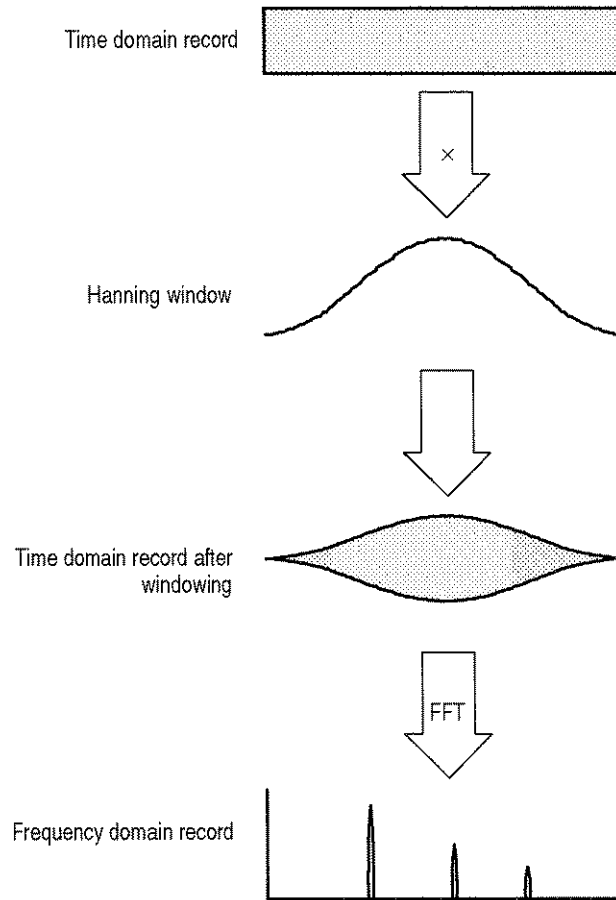 Time domain record
×
Hanning window
Time domain record after
windowing
FFT
Frequency domain record